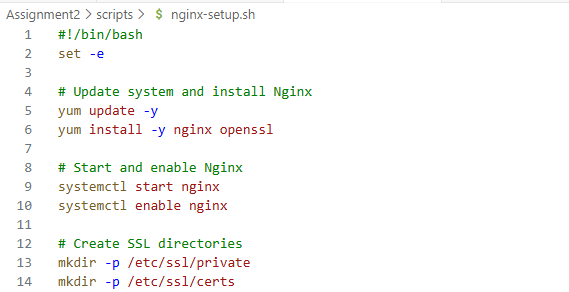 Assignment2 > scripts > $ nginx-setup.sh
1 #!/bin/bash
2 set -e
3
4 # Update system and install Nginx
5 yum update -y
6 yum install -y nginx openssl
7
8 # Start and enable Nginx
9 systemctl start nginx
10 systemctl enable nginx
11
12 # Create SSL directories
13 mkdir -p /etc/ssl/private
14 mkdir -p /etc/ssl/certs